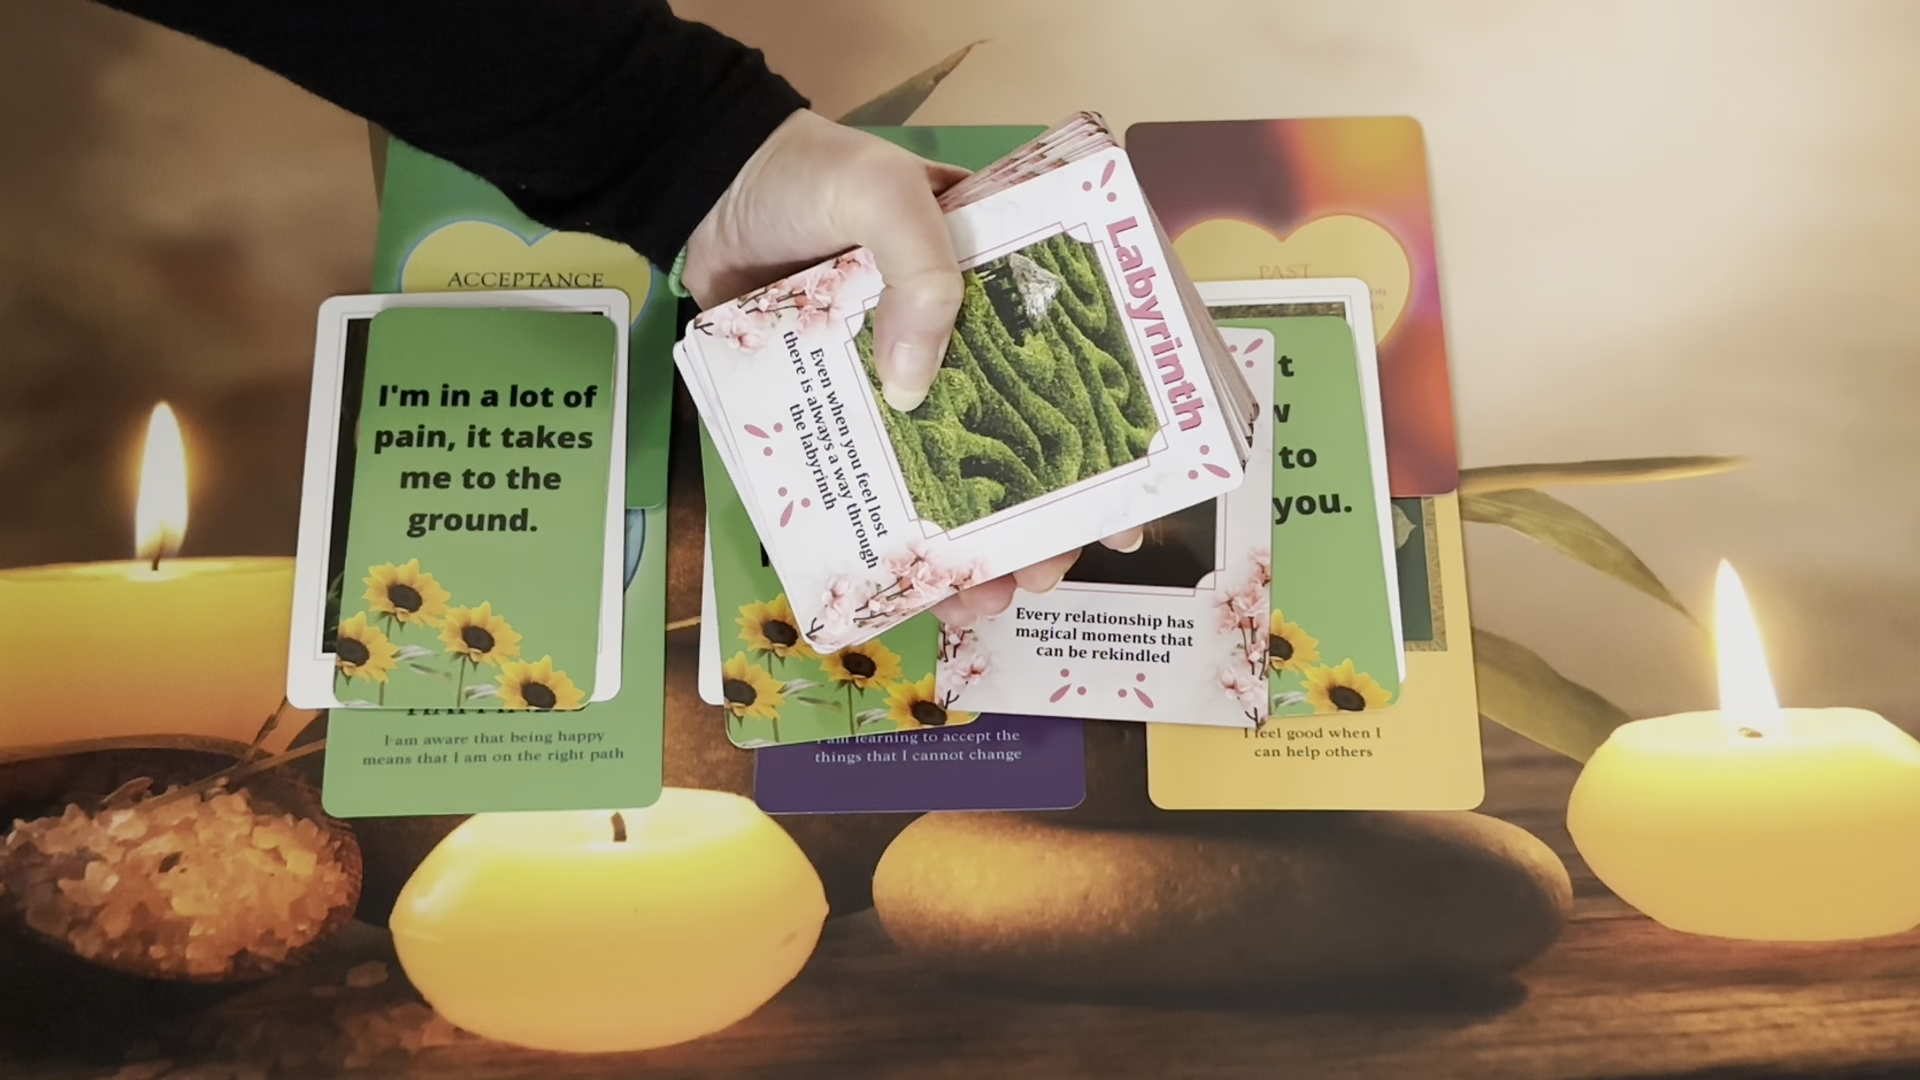 ACCEPTANCE
I'm in a lot of
pain, it takes
me to the
ground.
I am aware that being happy
means that I am on the right path
Labyrinth
Even when you feel lost
there is always a way through
the labyrinth
Every relationship has
magical moments that
can be rekindled
I am learning to accept the
things that I cannot change
PAST
to
you.
I feel good when I
can help others